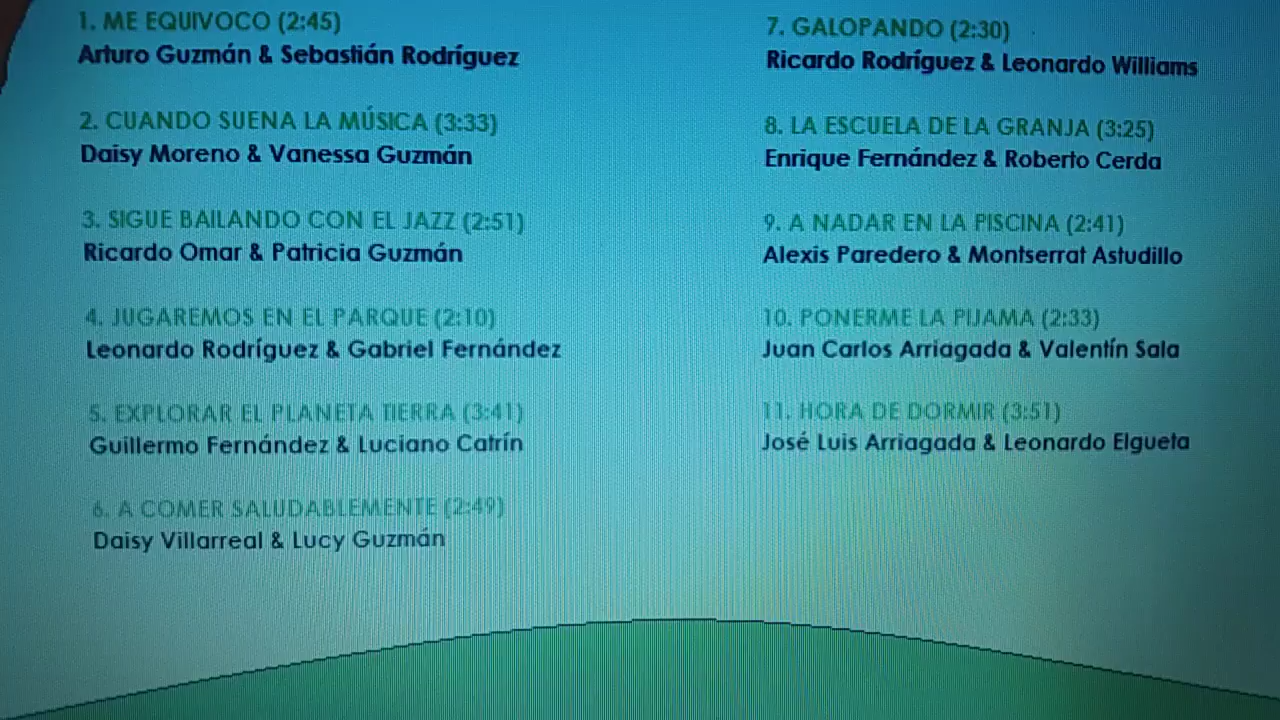 1. ME EQUIVOCO (2:45)
Arturo Guzmán & Sebastián Rodríguez
2. CUANDO SUENA LA MÚSICA (3:33)
Daisy Moreno & Vanessa Guzmán
3. SIGUE BAILANDO CON EL JAZZ (2:51)
Ricardo Omar & Patricia Guzmán
4. JUGAREMOS EN EL PARQUE (2:10)
Leonardo Rodríguez & Gabriel Fernández
5. EXPLORAR EL PLANETA TIERRA (3:41)
Guillermo Fernández & Luciano Catrín
6. A COMER SALUDABLEMENTE (2:49)
Daisy Villarreal & Lucy Guzmán
7. GALOPANDO (2:30)
Ricardo Rodríguez & Leonardo Williams
8. LA ESCUELA DE LA GRANJA (3:25)
Enrique Fernández & Roberto Cerda
9. A NADAR EN LA PISCINA (2:41)
Alexis Paredero & Montserrat Astudillo
10. PONERME LA PIJAMA (2:33)
Juan Carlos Arriagada & Valentín Sala
11. HORA DE DORMIR (3:51)
José Luis Arriagada & Leonardo Elgueta